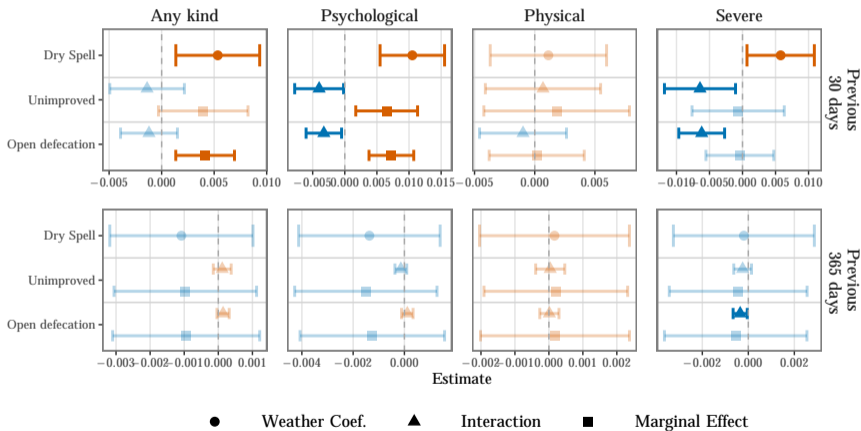 Any kind Psychological Physical Severe
Dry Spell
Unimproved
Open defecation
Previous
30 days
−0.005 0.000 0.005 0.010 −0.005 0.000 0.005 0.010 0.015 −0.005 0.000 0.005 −0.010 −0.005 0.000 0.005 0.010
Dry Spell
Unimproved
Open defecation
Previous
365 days
−0.003 −0.002 −0.001 0.000 0.001 −0.004 −0.002 0.000 −0.002 −0.001 0.000 0.001 0.002 −0.002 0.000 0.002
Estimate
Weather Coef. Interaction Marginal Effect